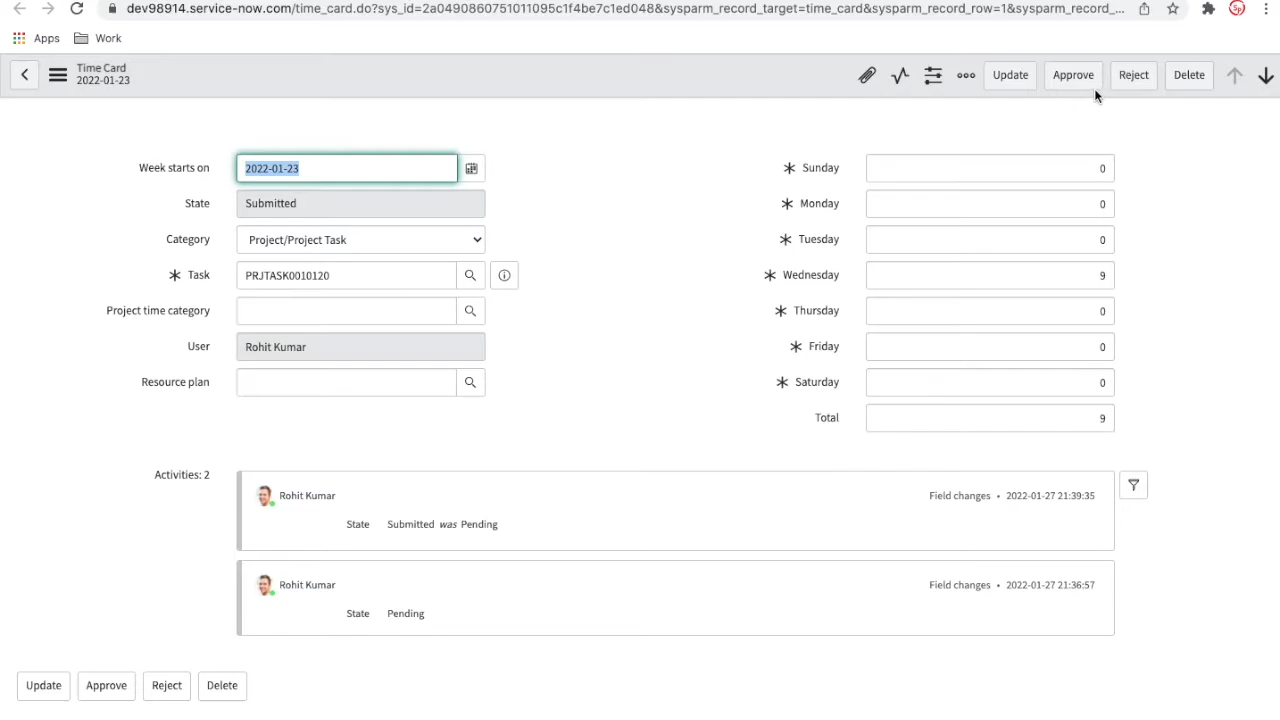 dev98914.service-now.com/time_card.do?sys_id=2a0490860751011095c1f4be7c1ed048&sysparm_record_target=time_card&sysparm_record_row=1&sysparm_record_...
Apps Work
Time Card
2022-01-23
Update Approve Reject Delete
Week starts on 2022-01-23
State Submitted
Category Project/Project Task
* Task PRJTASK0010120
Project time category
User Rohit Kumar
Resource plan
* Sunday 0
* Monday 0
* Tuesday 0
* Wednesday 9
* Thursday 0
* Friday 0
* Saturday 0
Total 9
Activities: 2
Rohit Kumar Field changes • 2022-01-27 21:39:35
State Submitted was Pending
Rohit Kumar Field changes • 2022-01-27 21:36:57
State Pending
Update Approve Reject Delete